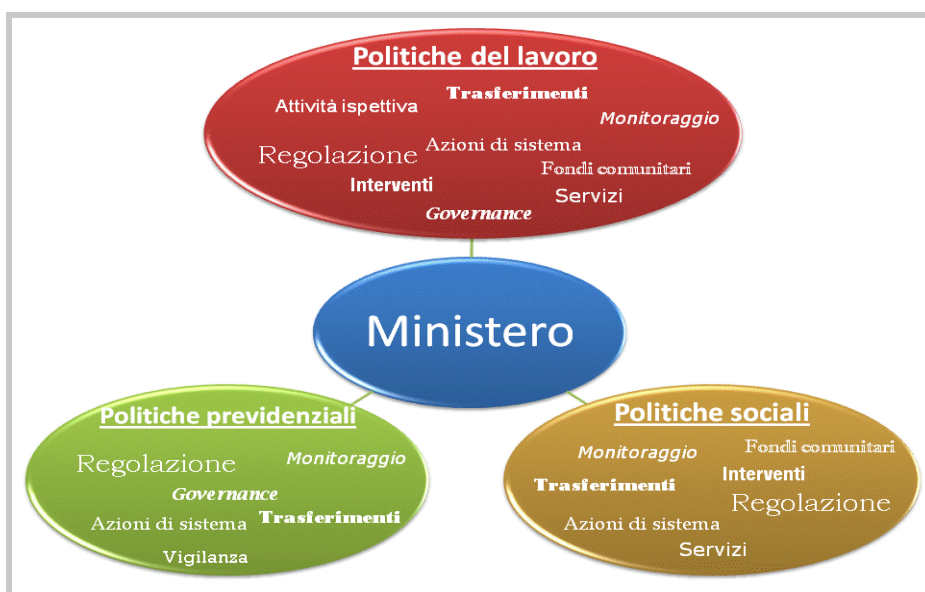 Politiche del lavoro
Trasferimenti
Attività ispettiva
Monitoraggio
Azioni di sistema
Regolazione
Fondi comunitari
Interventi
Servizi
Governance
Ministero
Politiche previdenziali
Regolazione
Monitoraggio
Governance
Azioni di sistema
Trasferimenti
Vigilanza
Politiche sociali
Monitoraggio
Fondi comunitari
Interventi
Trasferimenti
Regolazione
Azioni di sistema
Servizi